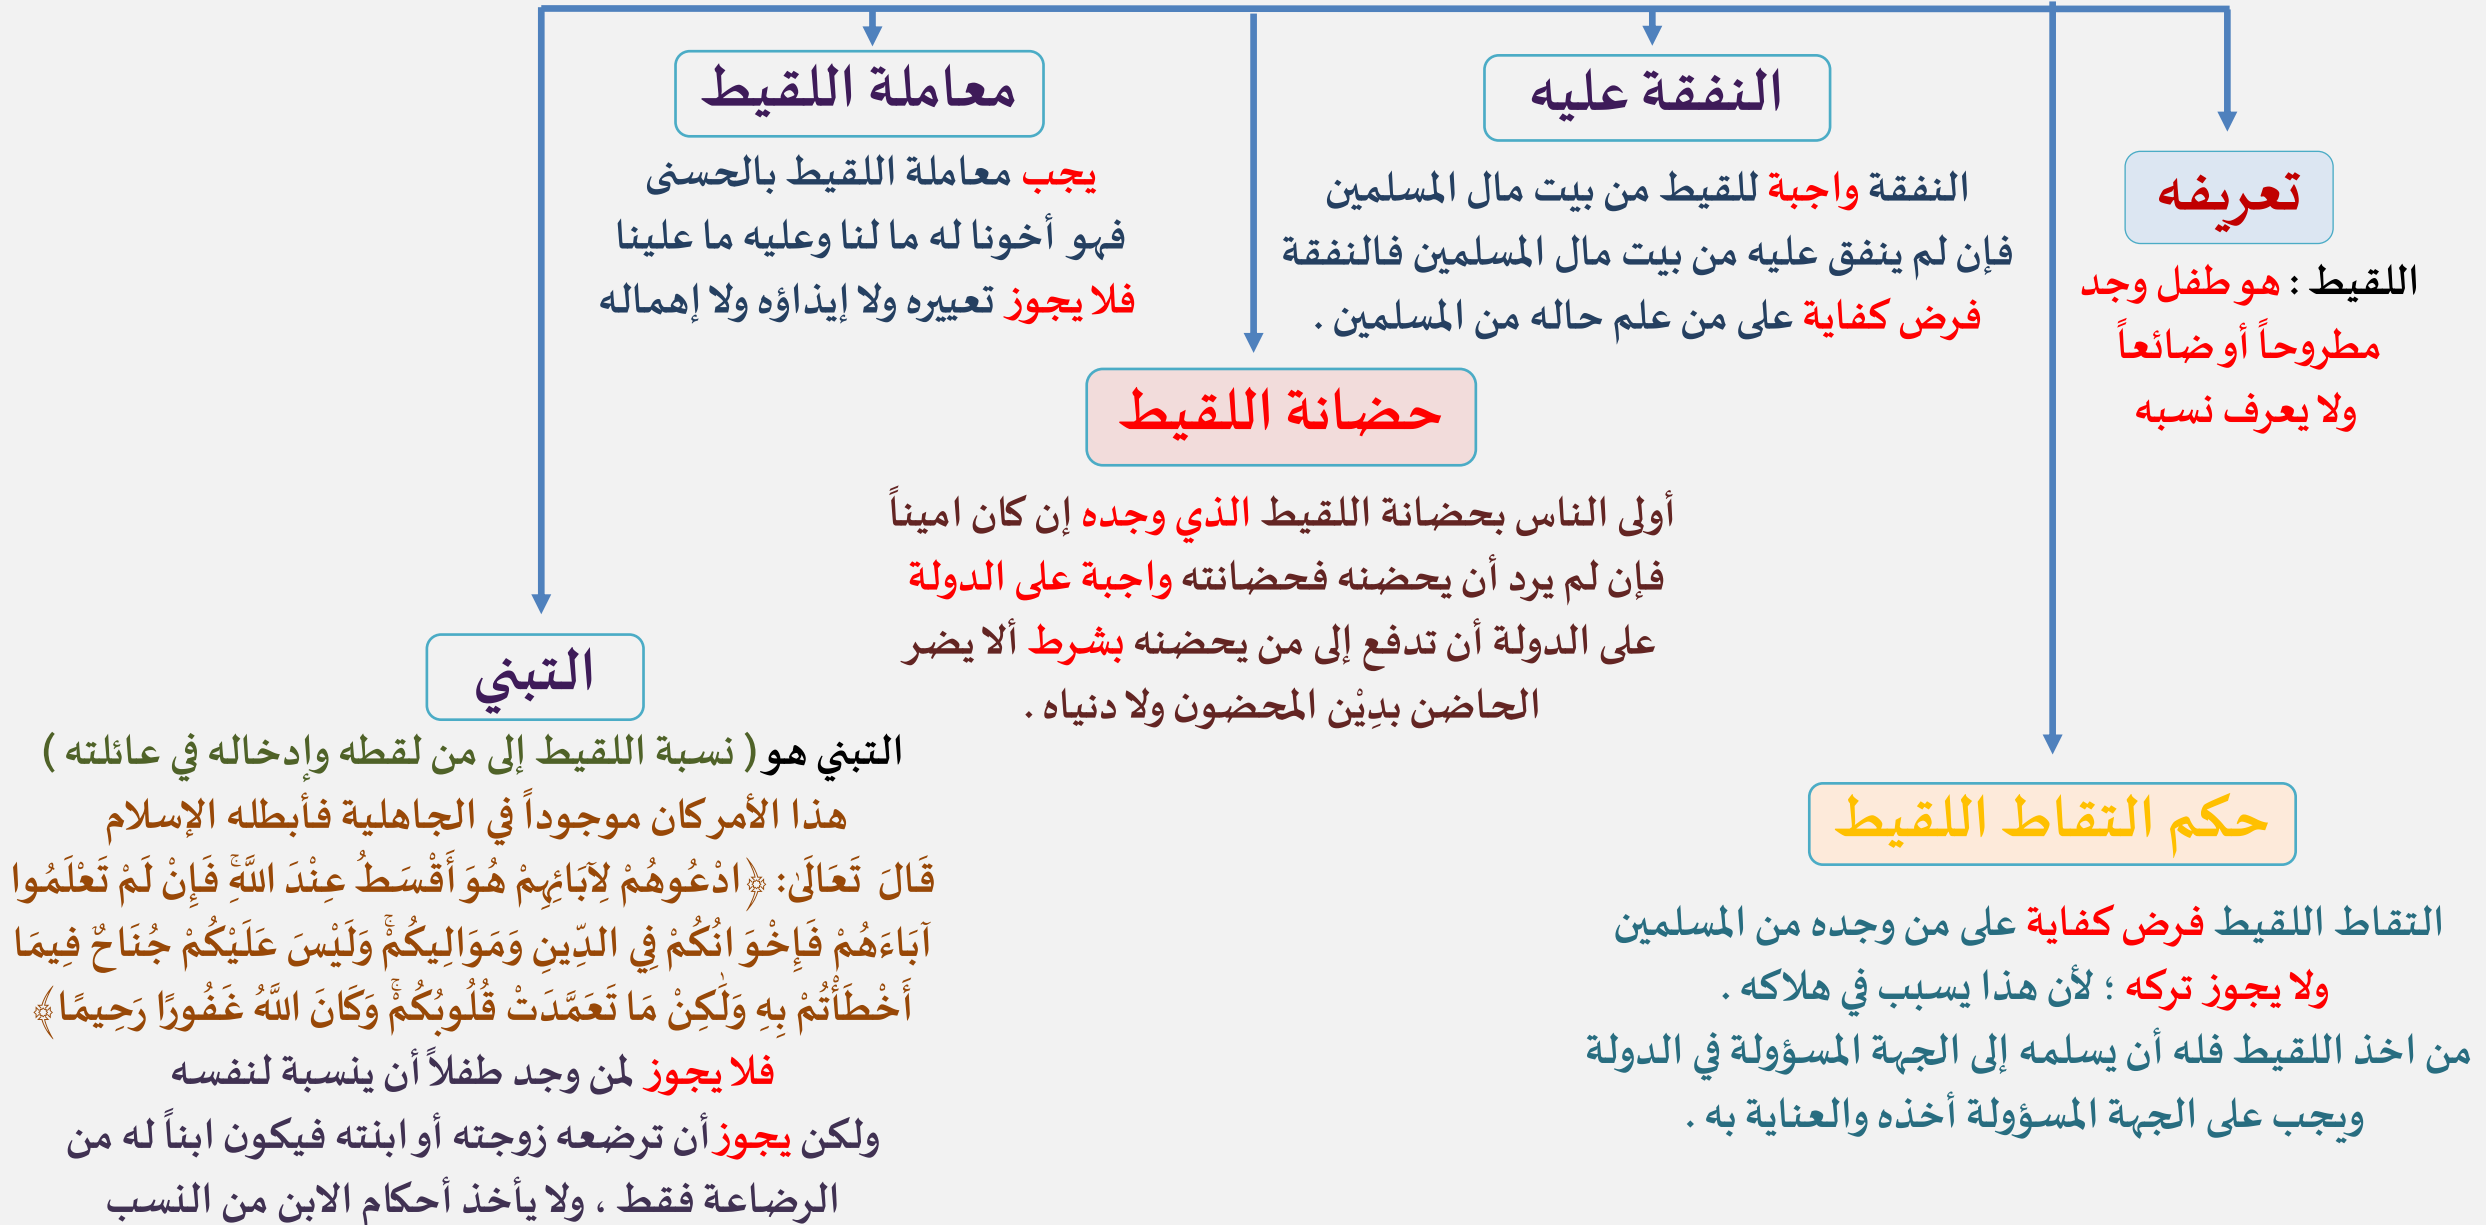 تعريفه
اللقيط : هو طفل وجد
مطروحاً أو ضائعاً
ولا يعرف نسبه
حكم التقاط اللقيط
التقاط اللقيط فرض كفاية على من وجده من المسلمين
ولا يجوز تركه ؛ لأن هذا يسبب في هلاكه .
من اخذ اللقيط فله أن يسلمه إلى الجهة المسؤولة في الدولة
ويجب على الجهة المسؤولة أخذه والعناية به .
النفقة عليه
النفقة واجبة للقيط من بيت مال المسلمين
فإن لم ينفق عليه من بيت مال المسلمين فالنفقة
فرض كفاية على من علم حاله من المسلمين .
حضانة اللقيط
أولى الناس بحضانة اللقيط الذي وجده إن كان اميناً
فإن لم يرد أن يحضنه فحضانته واجبة على الدولة
على الدولة أن تدفع إلى من يحضنه بشرط ألا يضر
الحاضن بدِيْن المحضون ولا دنياه .
معاملة اللقيط
يجب معاملة اللقيط بالحسنى
فهو أخونا له ما لنا وعليه ما علينا
فلا يجوز تعييره ولا إيذاؤه ولا إهماله
التبني
التبني هو ( نسبة اللقيط إلى من لقطه وإدخاله في عائلته )
هذا الأمر كان موجوداً في الجاهلية فأبطله الإسلام
قَالَ تَعَالَىٰ: ﴿ادْعُوهُمْ لِآبَائِهِمْ هُوَ أَقْسَطُ عِنْدَ اللَّهِۚ فَإِنْ لَمْ تَعْلَمُوا
آبَاءَهُمْ فَإِخْوَانُكُمْ فِي الدِّينِ وَمَوَالِيكُمْۚ وَلَيْسَ عَلَيْكُمْ جُنَاحٌ فِيمَا
أَخْطَأْتُمْ بِهِ وَلَٰكِنْ مَا تَعَمَّدَتْ قُلُوبُكُمْۚ وَكَانَ اللَّهُ غَفُورًا رَحِيمًا﴾
فلا يجوز لمن وجد طفلاً أن ينسبة لنفسه
ولكن يجوز أن ترضعه زوجته أو ابنته فيكون ابناً له من
الرضاعة فقط ، ولا يأخذ أحكام الابن من النسب